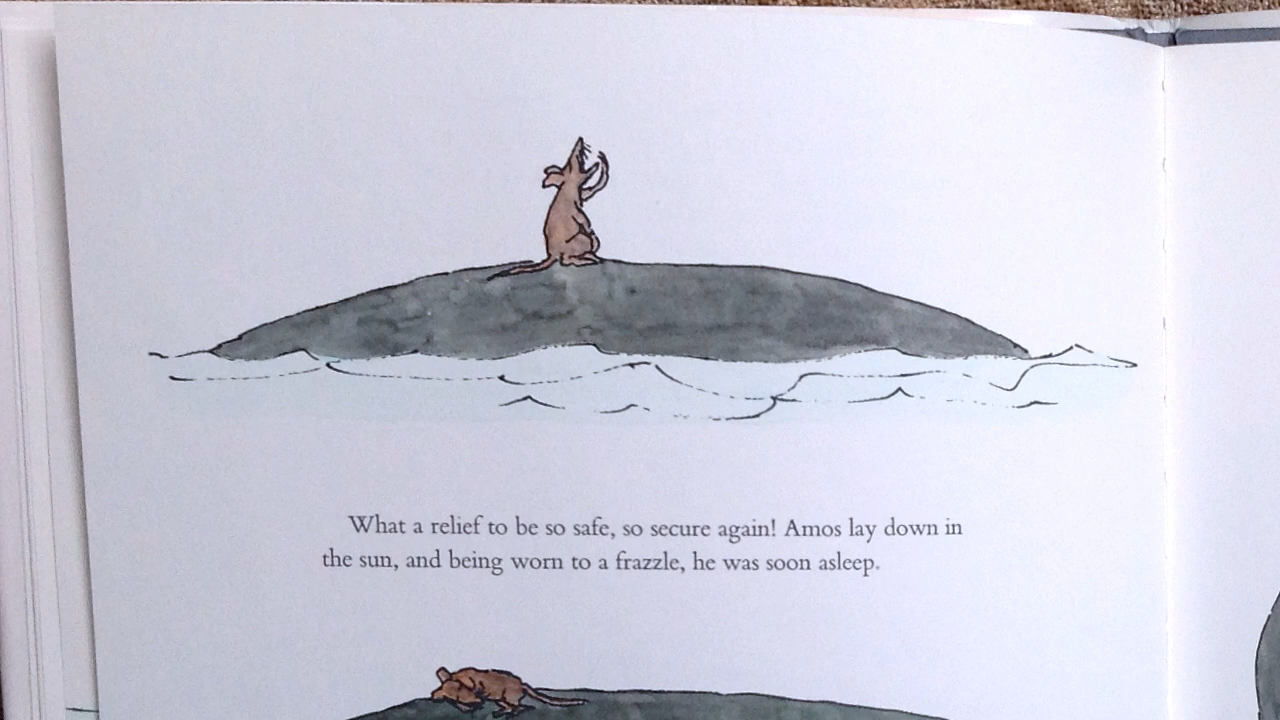 What a relief to be so safe, so secure again! Amos lay down in
the sun, and being worn to a frazzle, he was soon asleep.